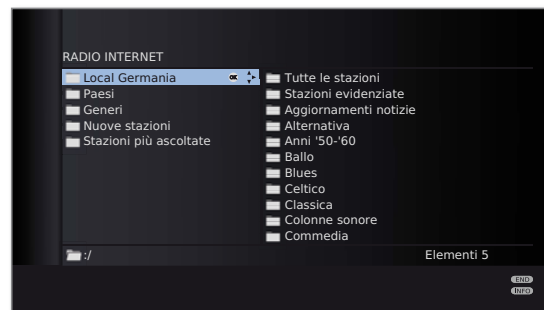 RADIO INTERNET
Local Germania OK
Paesi
Generi
Nuove stazioni
Stazioni più ascoltate
Tutte le stazioni
Stazioni evidenziate
Aggiornamenti notizie
Alternativa
Anni '50-'60
Ballo
Blues
Celtico
Classica
Colonne sonore
Commedia
:/
Elementi 5
END
INFO